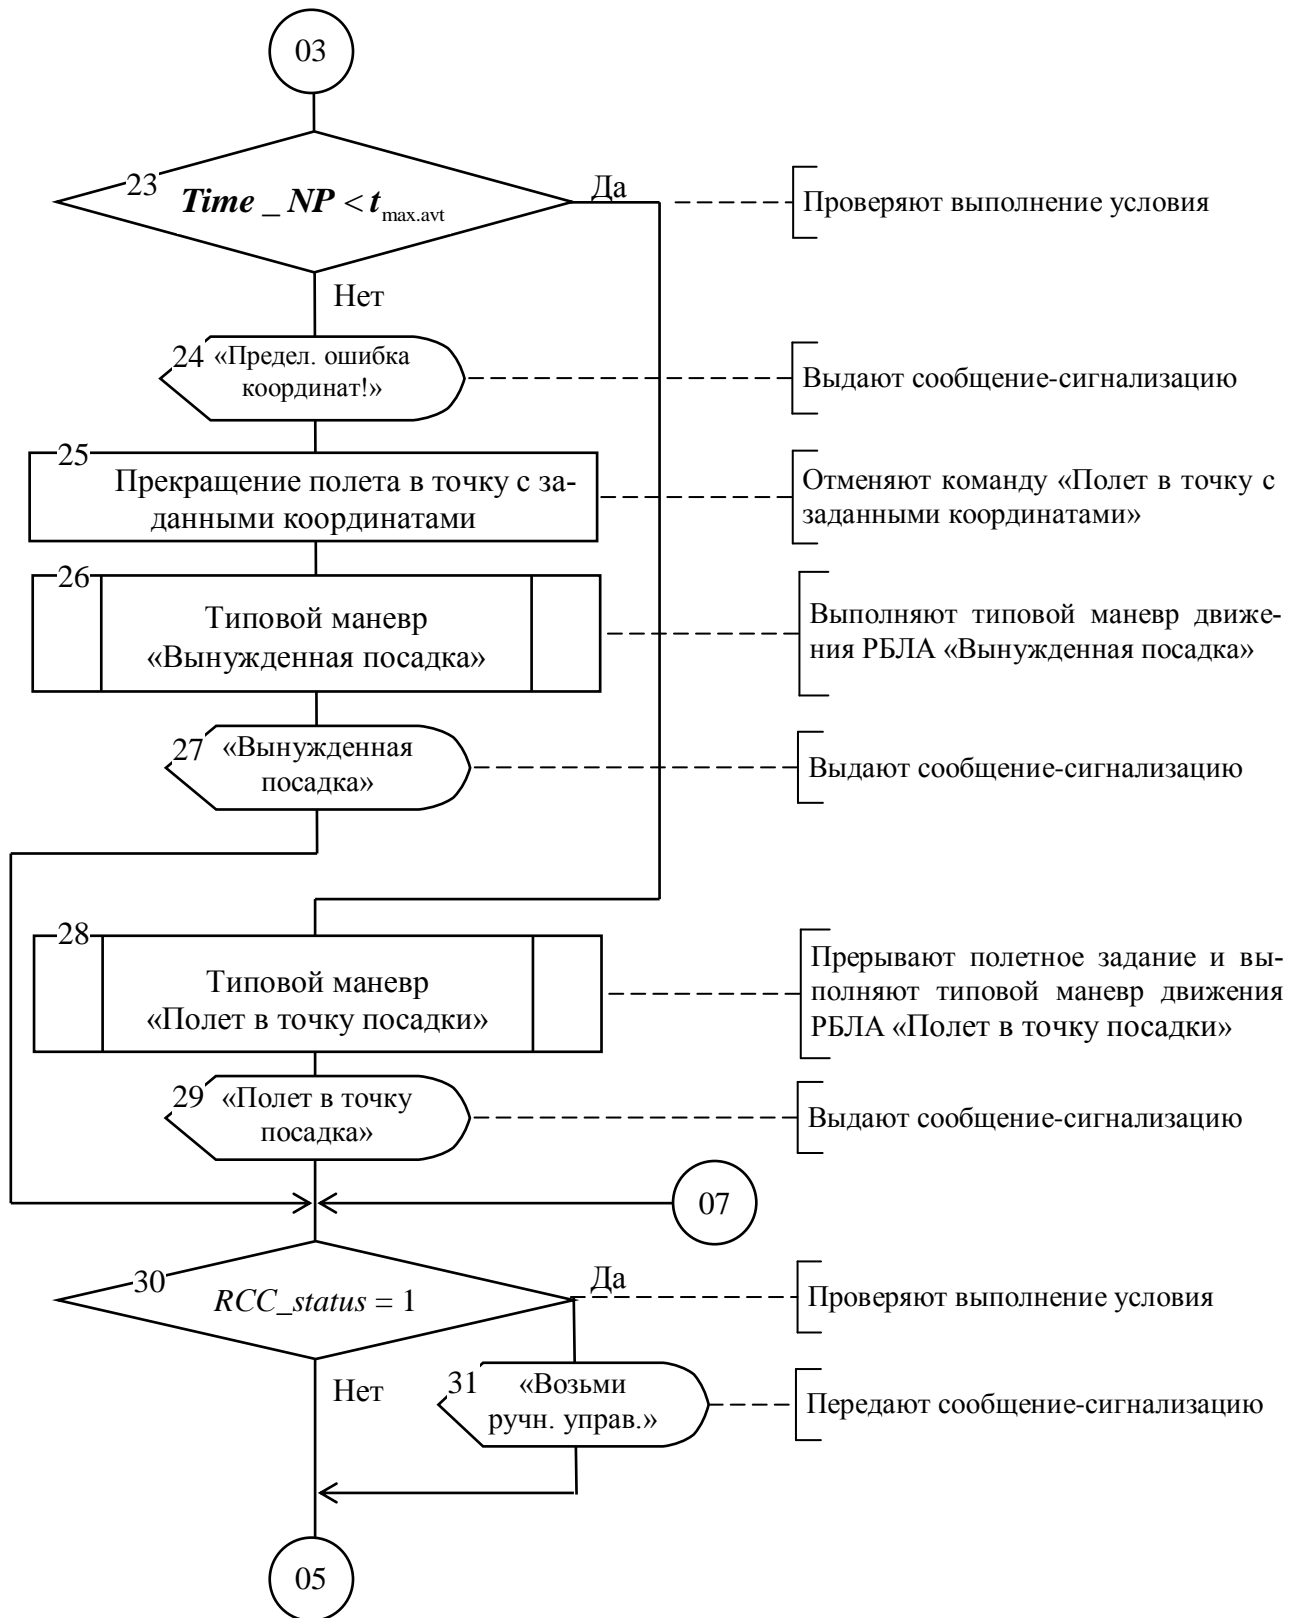 03
23
Time _ NP < t max.avt
Да
Проверяют выполнение условия
Нет
24
«Предел. ошибка
координат!»
Выдают сообщение-сигнализацию
25
Прекращение полета в точку с за-
данными координатами
Отменяют команду «Полет в точку с
заданными координатами»
26
Типовой маневр
«Вынужденная посадка»
Выполняют типовой маневр движе-
ния РБЛА «Вынужденная посадка»
27
«Вынужденная
посадка»
Выдают сообщение-сигнализацию
28
Типовой маневр
«Полет в точку посадки»
Прерывают полетное задание и вы-
полняют типовой маневр движения
РБЛА «Полет в точку посадки»
29
«Полет в точку
посадка»
Выдают сообщение-сигнализацию
07
30
RCC_status = 1
Да
Проверяют выполнение условия
Нет
31
«Возьми
ручн. управ.»
Передают сообщение-сигнализацию
05